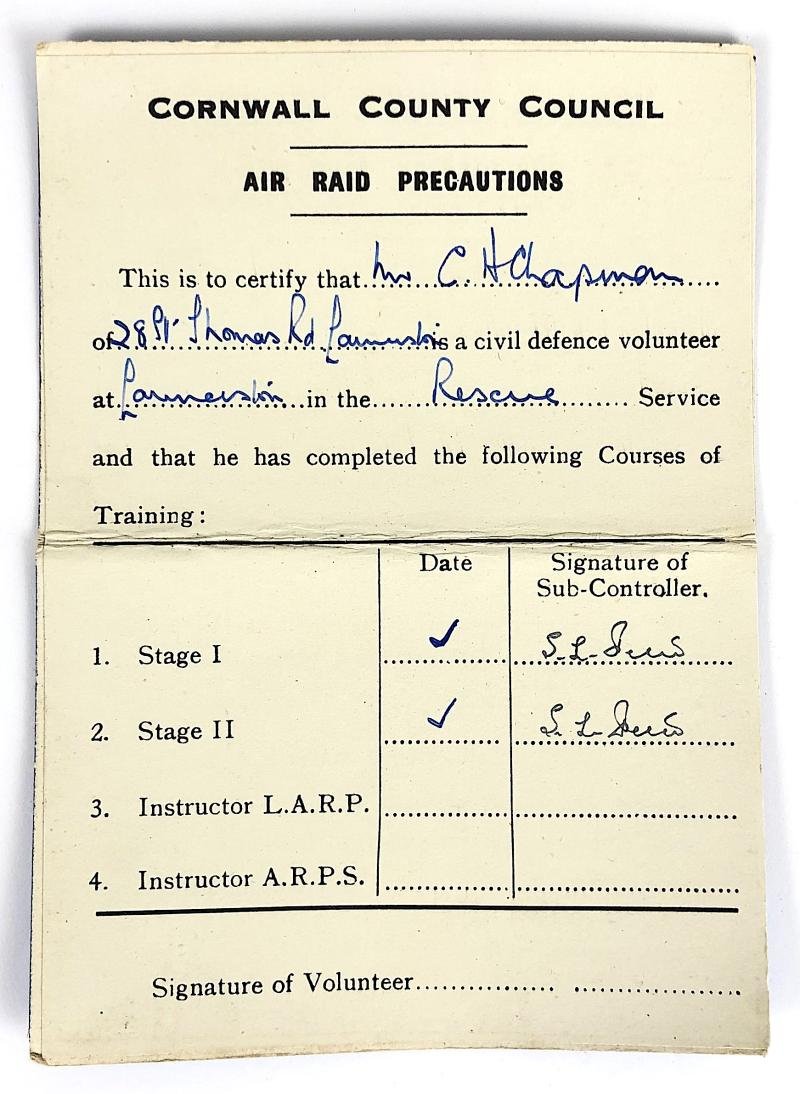 CORNWALL COUNTY COUNCIL
AIR RAID PRECAUTIONS
This is to certify that Mr C. H Chapman
of 28 St. Thomas Rd Launceston is a civil defence volunteer
at Launceston in the Rescue Service
and that he has completed the following Courses of
Training:
Date Signature of
Sub-Controller.
1. Stage I ✓ S. L.
2. Stage II ✓ S. L.
3. Instructor L.A.R.P.
4. Instructor A.R.P.S.
Signature of Volunteer